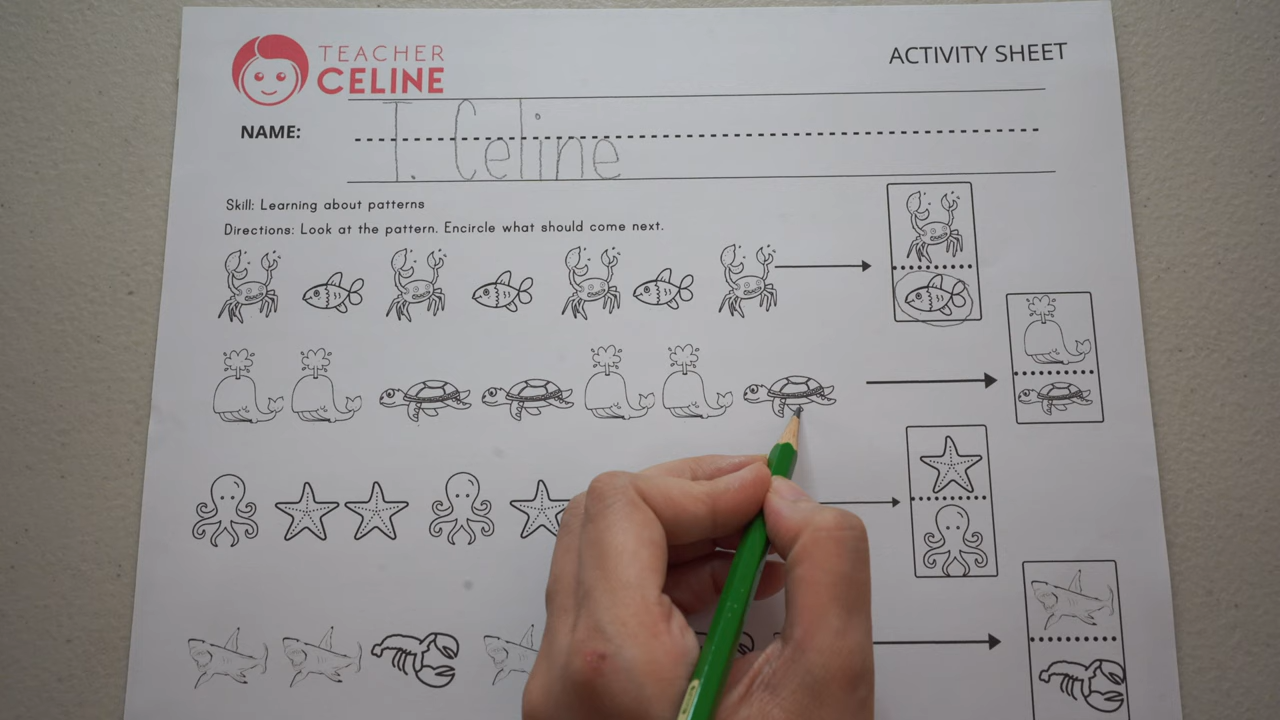 TEACHER
CELINE
ACTIVITY SHEET
NAME:
T. Celine
Skill: Learning about patterns
Directions: Look at the pattern. Encircle what should come next.